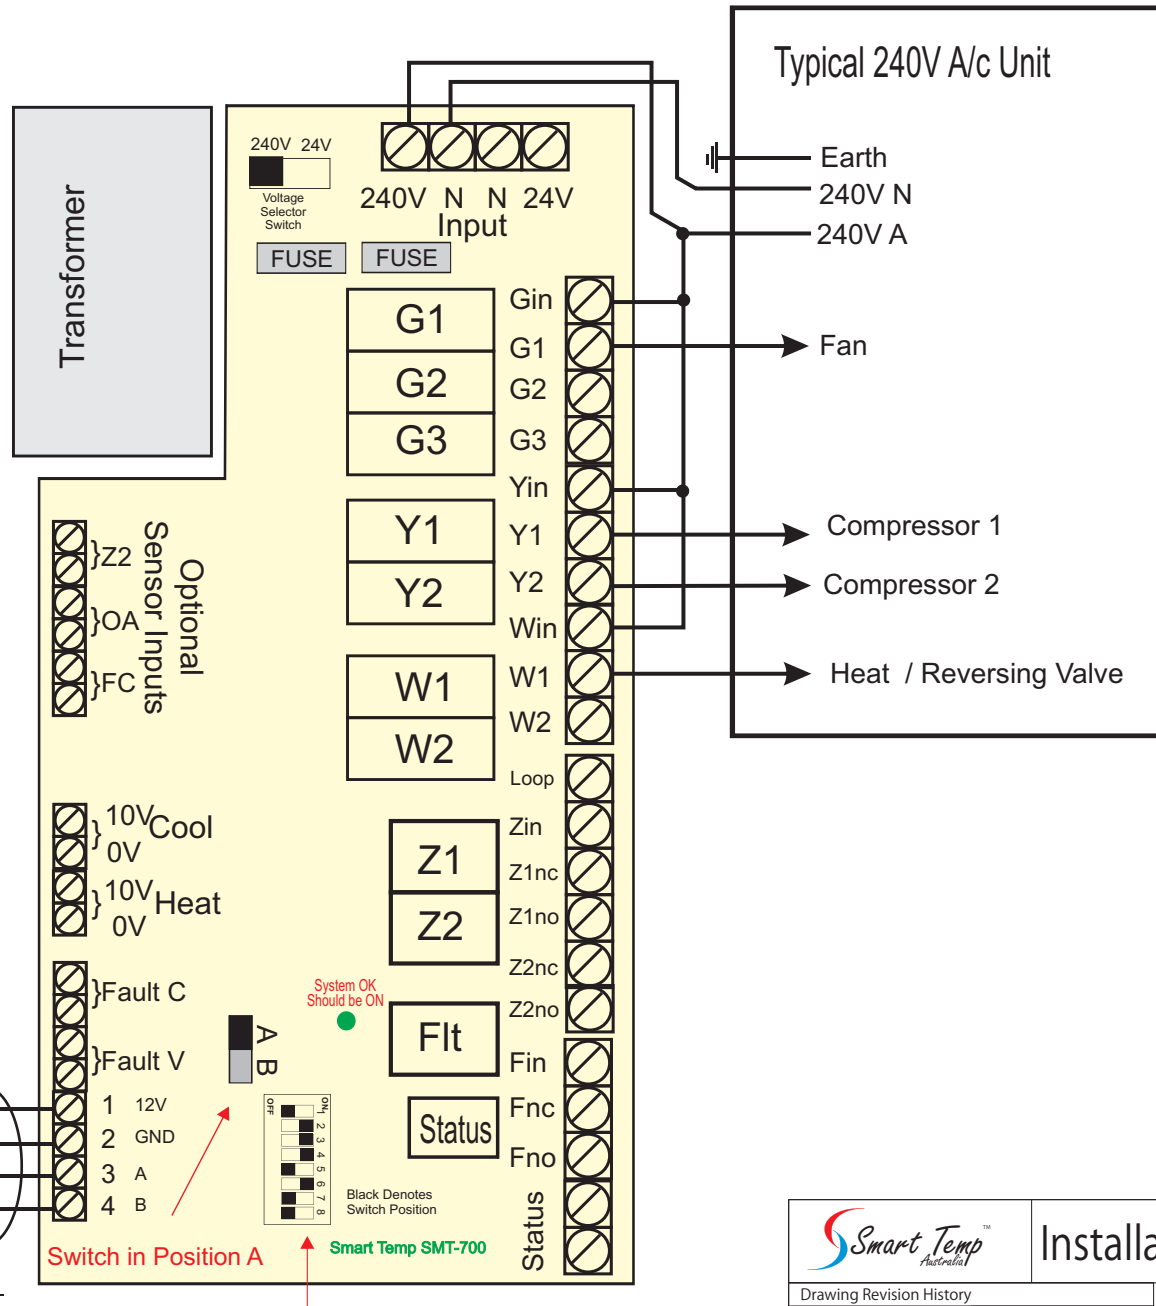 Typical 240V A/c Unit
Earth
240V N
240V A
Fan
Compressor 1
Compressor 2
Heat / Reversing Valve
Transformer
240V 24V
Voltage
Selector
Switch
240V N N 24V
Input
FUSE FUSE
G1
G2
G3
Y1
Y2
W1
W2
Z1
Z2
Flt
Status
Gin
G1
G2
G3
Yin
Y1
Y2
Win
W1
W2
Loop
Zin
Z1nc
Z1no
Z2nc
Z2no
Fin
Fnc
Fno
Status
Optional
Sensor Inputs
}Z2
}OA
}FC
10V
} Cool
0V
10V
} Heat
0V
}Fault C
}Fault V
1 12V
2 GND
3 A
4 B
System OK
Should be ON
A B
OFF
ON
1
2
3
4
5
6
7
8
Black Denotes
Switch Position
Switch in Position A
Smart Temp SMT-700
Smart Temp ™
Australia
Installa
Drawing Revision History